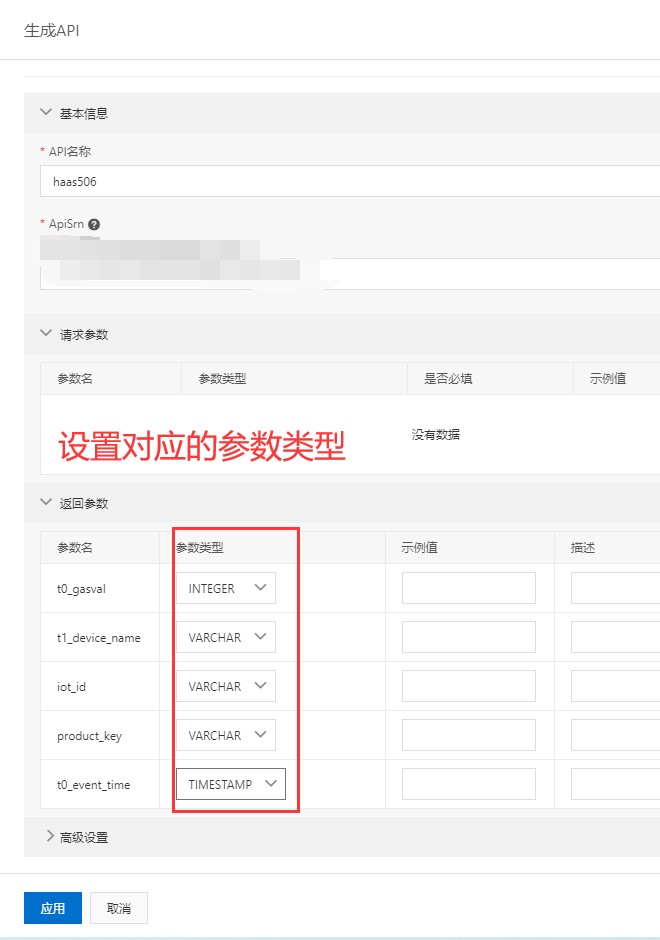 生成API
基本信息
* API名称
haas506
* ApiSrn ?
请求参数
参数名 参数类型 是否必填 示例值
没有数据
设置对应的参数类型
返回参数
参数名 参数类型 示例值 描述
t0_gasval INTEGER
t1_device_name VARCHAR
iot_id VARCHAR
product_key VARCHAR
t0_event_time TIMESTAMP
高级设置
应用 取消